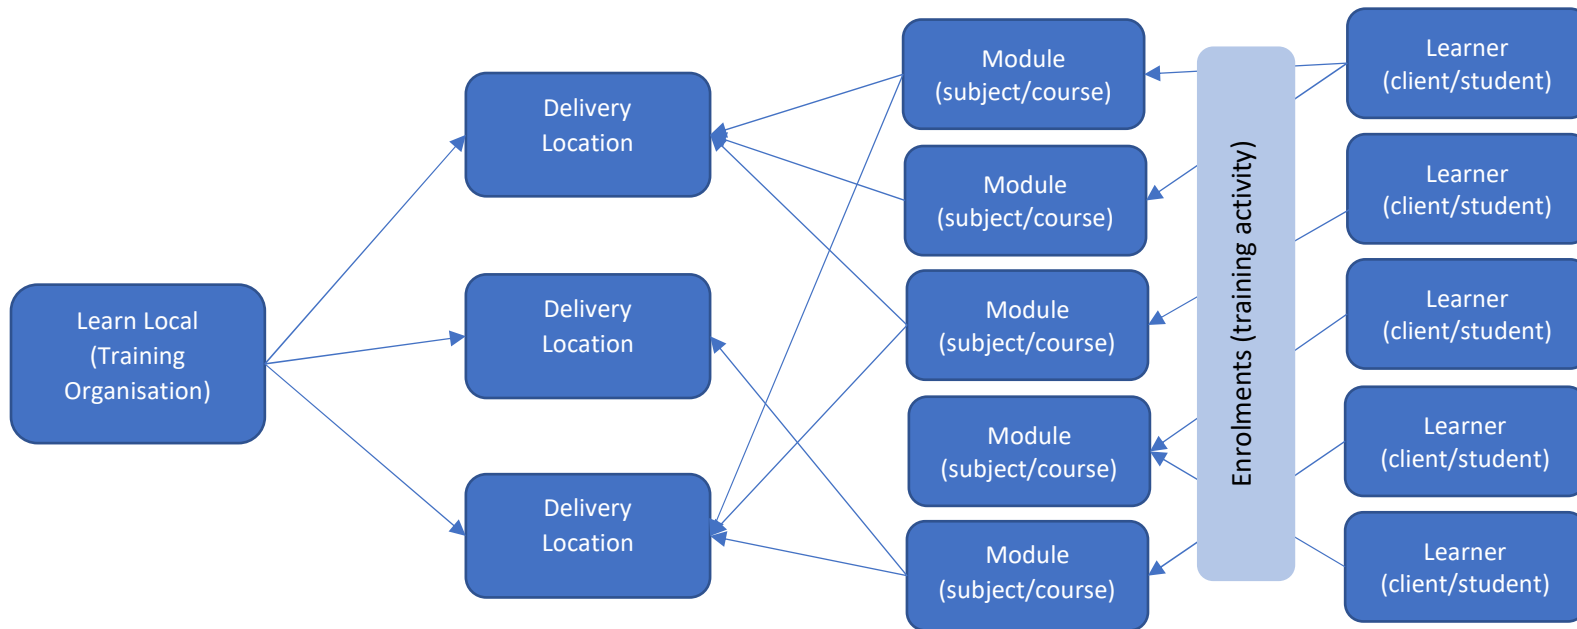 Learn Local
(Training
Organisation)
Delivery
Location
Delivery
Location
Delivery
Location
Module
(subject/course)
Module
(subject/course)
Module
(subject/course)
Module
(subject/course)
Module
(subject/course)
Enrolments (training activity)
Learner
(client/student)
Learner
(client/student)
Learner
(client/student)
Learner
(client/student)
Learner
(client/student)